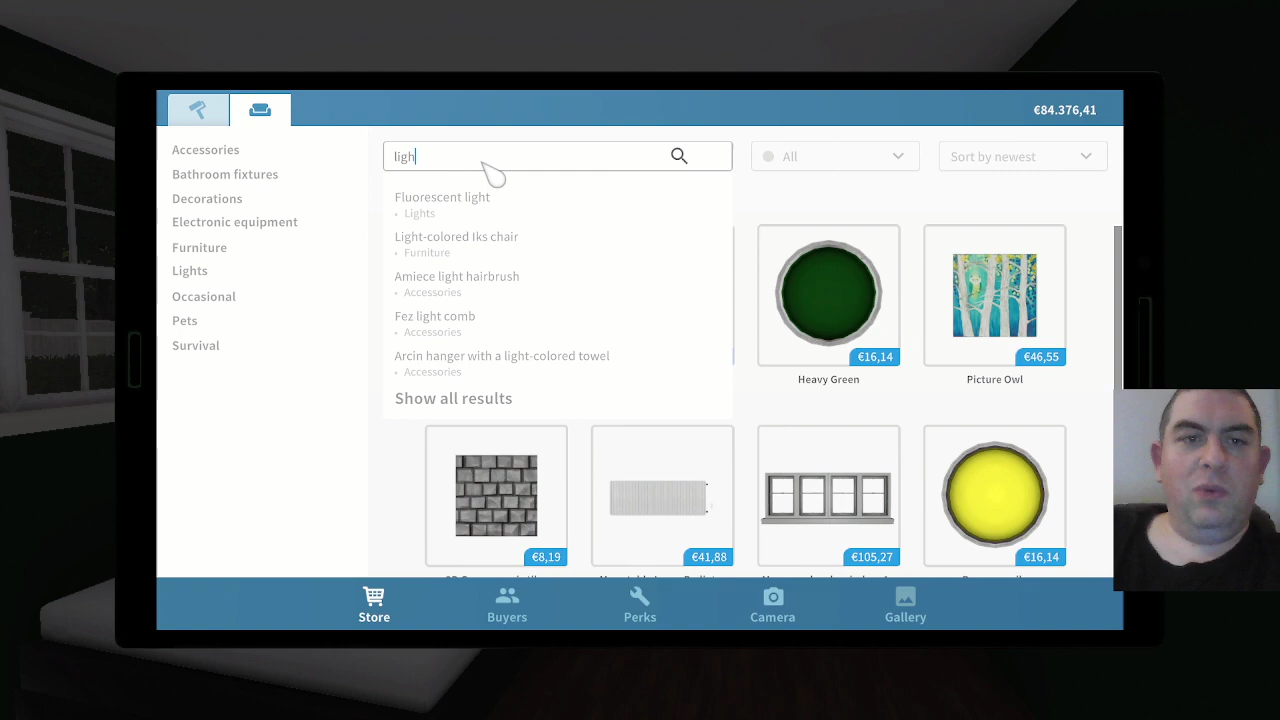 €84.376,41
Accessories
Bathroom fixtures
Decorations
Electronic equipment
Furniture
Lights
Occasional
Pets
Survival
ligh
All
Sort by newest
Fluorescent light
• Lights
Light-colored Iks chair
• Furniture
Amiece light hairbrush
• Accessories
Fez light comb
• Accessories
Arcin hanger with a light-colored towel
• Accessories
Show all results
€16,14
€46,55
Heavy Green
Picture Owl
€8,19
€41,88
€105,27
€16,14
Store
Buyers
Perks
Camera
Gallery